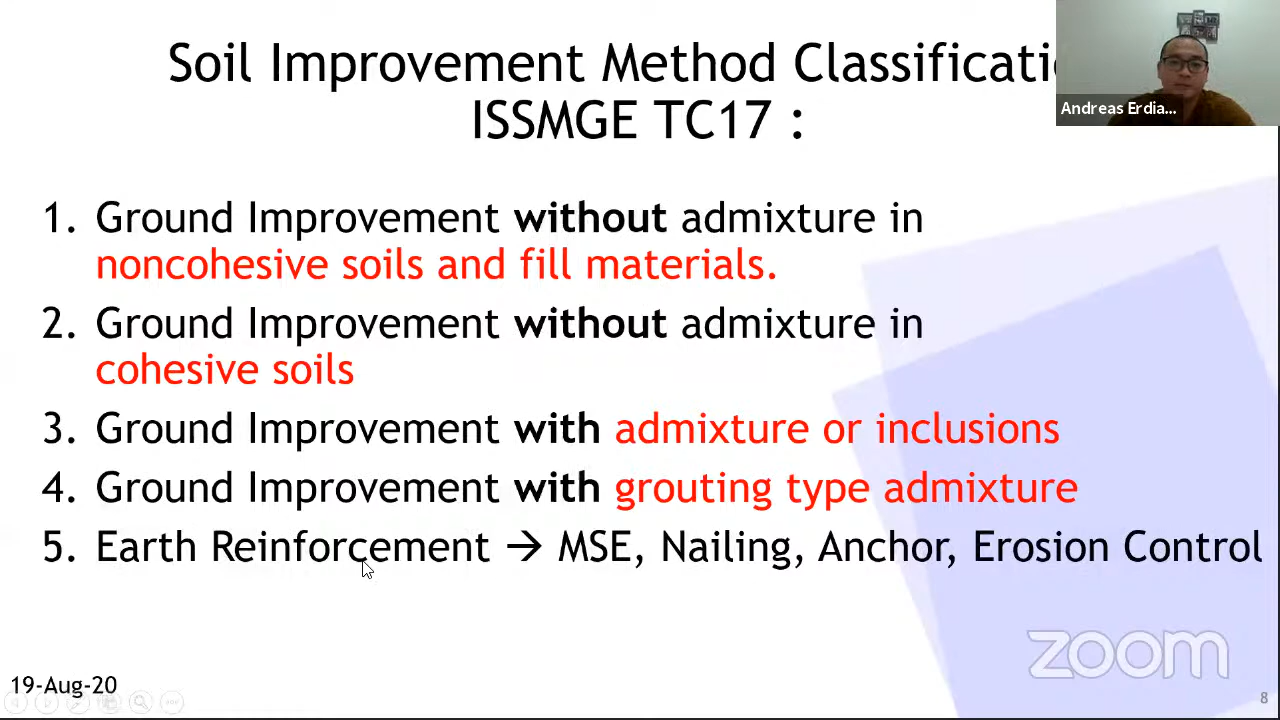 Soil Improvement Method Classificati
ISSMGE TC17 :
Andreas Erdia...
1. Ground Improvement without admixture in
noncohesive soils and fill materials.
2. Ground Improvement without admixture in
cohesive soils
3. Ground Improvement with admixture or inclusions
4. Ground Improvement with grouting type admixture
5. Earth Reinforcement → MSE, Nailing, Anchor, Erosion Control
zoom
19-Aug-20
8